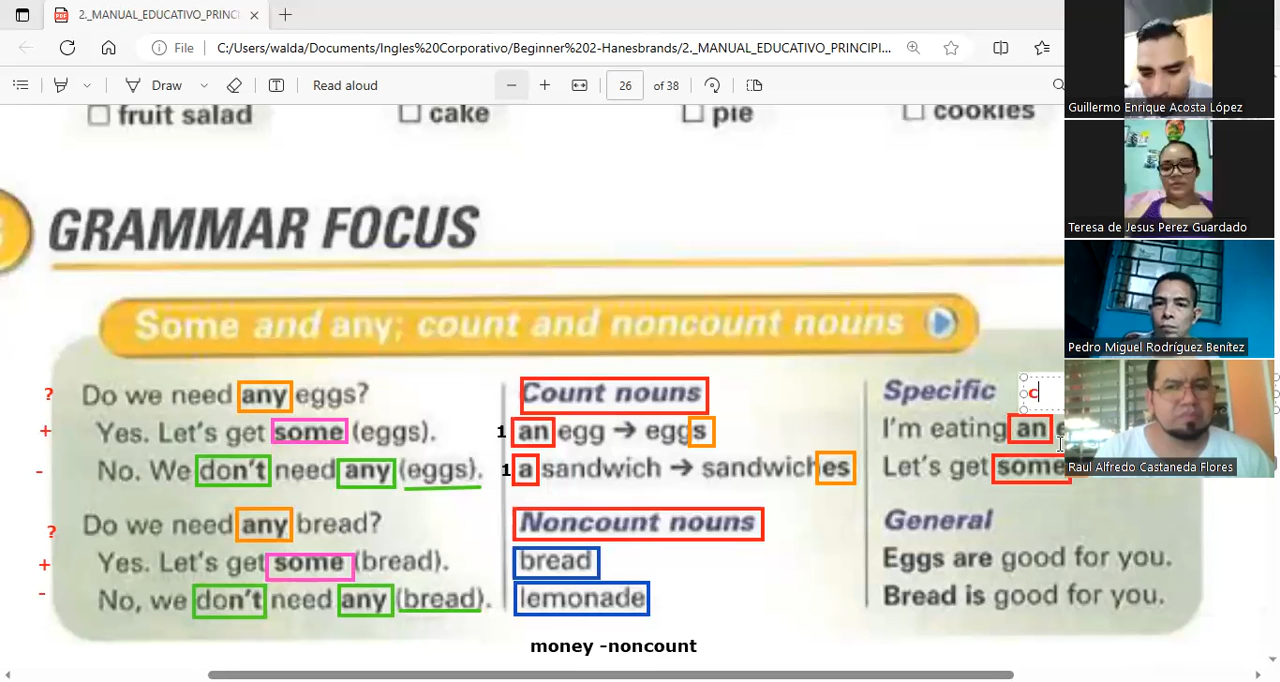 2._MANUAL_EDUCATIVO_PRINCI
File C:/Users/walda/Documents/Ingles%20Corporativo/Beginner%202-Hanesbrands/2._MANUAL_EDUCATIVO_PRINCIPI...
Draw Read aloud 26 of 38
fruit salad cake pie cookies
GRAMMAR FOCUS
Some and any; count and noncount nouns
? Do we need any eggs?
+ Yes. Let's get some (eggs).
- No. We don't need any (eggs).
? Do we need any bread?
+ Yes. Let's get some (bread).
- No, we don't need any (bread).
Count nouns
1 an egg → eggs
1 a sandwich → sandwiches
Noncount nouns
bread
lemonade
money -noncount
Specific c
I'm eating an
Let's get some
General
Eggs are good for you.
Bread is good for you.
Guillermo Enrique Acosta López
Teresa de Jesus Perez Guardado
Pedro Miguel Rodríguez Benítez
Raul Alfredo Castaneda Flores